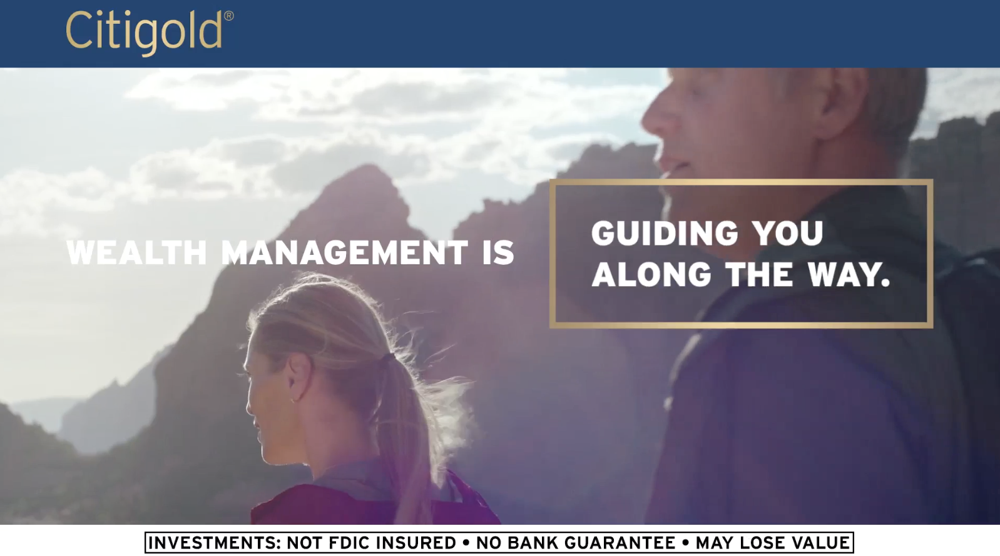 Citigold®
WEALTH MANAGEMENT IS
GUIDING YOU
ALONG THE WAY.
INVESTMENTS: NOT FDIC INSURED • NO BANK GUARANTEE • MAY LOSE VALUE